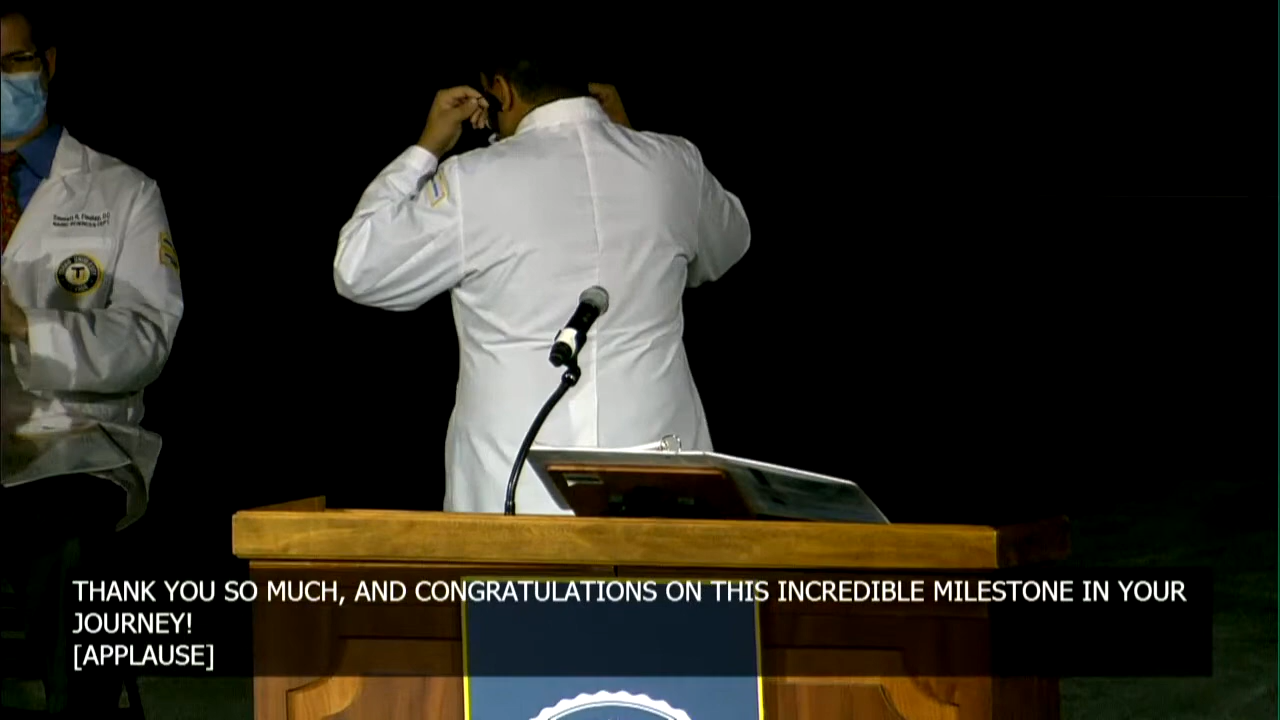 THANK YOU SO MUCH, AND CONGRATULATIONS ON THIS INCREDIBLE MILESTONE IN YOUR
JOURNEY!
[APPLAUSE]